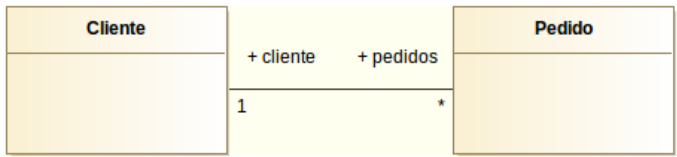 Cliente
Pedido
+ cliente
+ pedidos
1
*